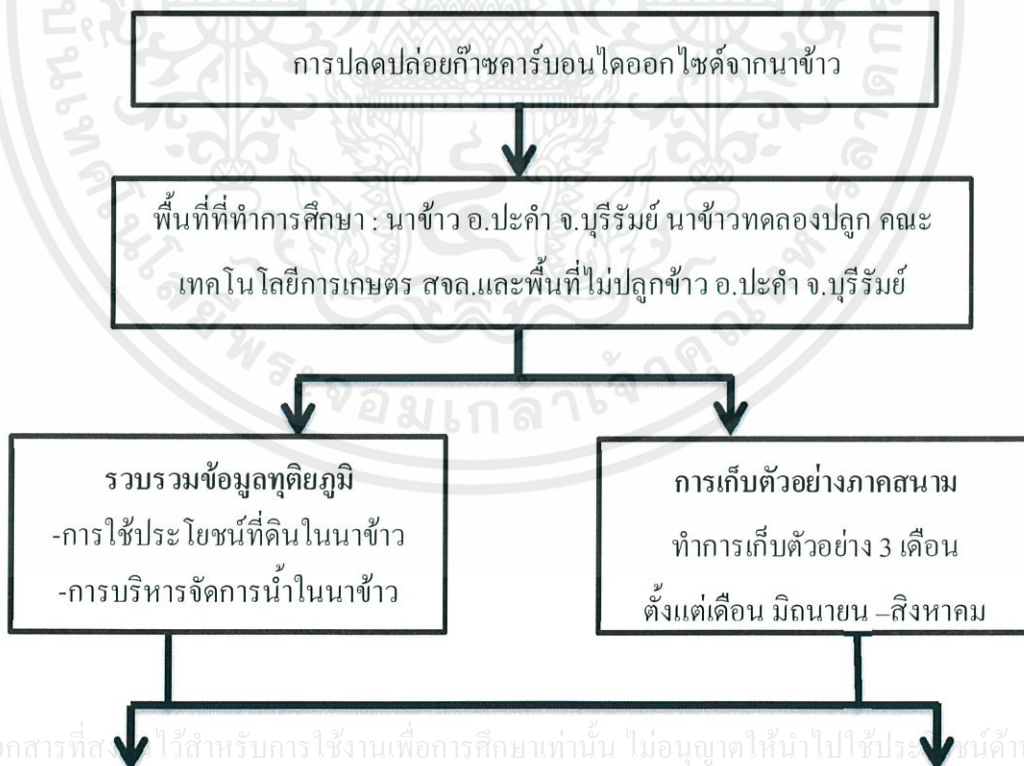 การปลดปล่อยก๊าซคาร์บอนไดออกไซด์จากนาข้าว
พื้นที่ที่ทำการศึกษา : นาข้าว อ.ปะคำ จ.บุรีรัมย์ นาข้าวทดลองปลูก คณะ
เทคโนโลยีการเกษตร สจล.และพื้นที่ไม่ปลูกข้าว อ.ปะคำ จ.บุรีรัมย์
รวบรวมข้อมูลทุติยภูมิ
-การใช้ประโยชน์ที่ดินในนาข้าว
-การบริหารจัดการน้ำในนาข้าว
การเก็บตัวอย่างภาคสนาม
ทำการเก็บตัวอย่าง 3 เดือน
ตั้งแต่เดือน มิถุนายน –สิงหาคม
พระจอมเกล้าเจ้าคุณ
ไว้สำหรับการใช้งานเพื่อการศึกษาเท่านั้น ไม่อนุญาตให้นำไปใช้